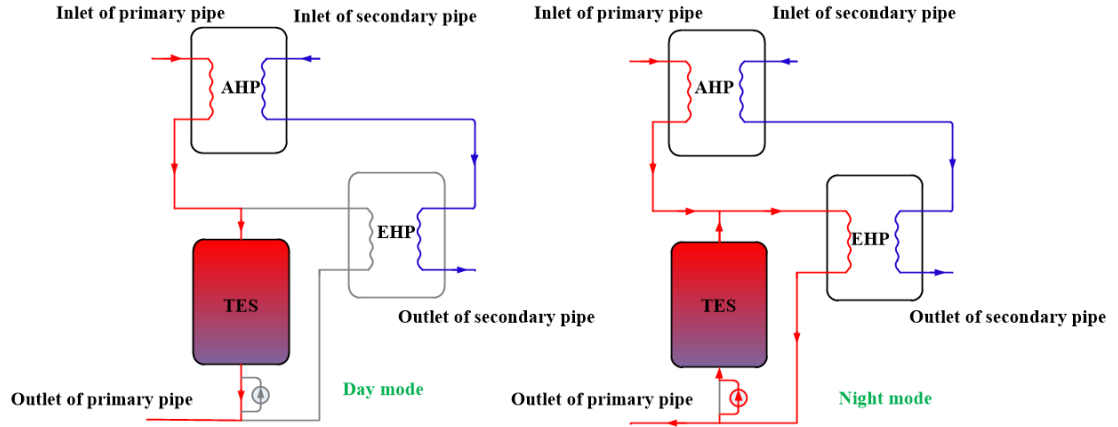 Inlet of primary pipe
Inlet of secondary pipe
AHP
EHP
TES
Outlet of secondary pipe
Day mode
Outlet of primary pipe
Inlet of primary pipe
Inlet of secondary pipe
AHP
EHP
TES
Outlet of secondary pipe
Outlet of primary pipe
Night mode